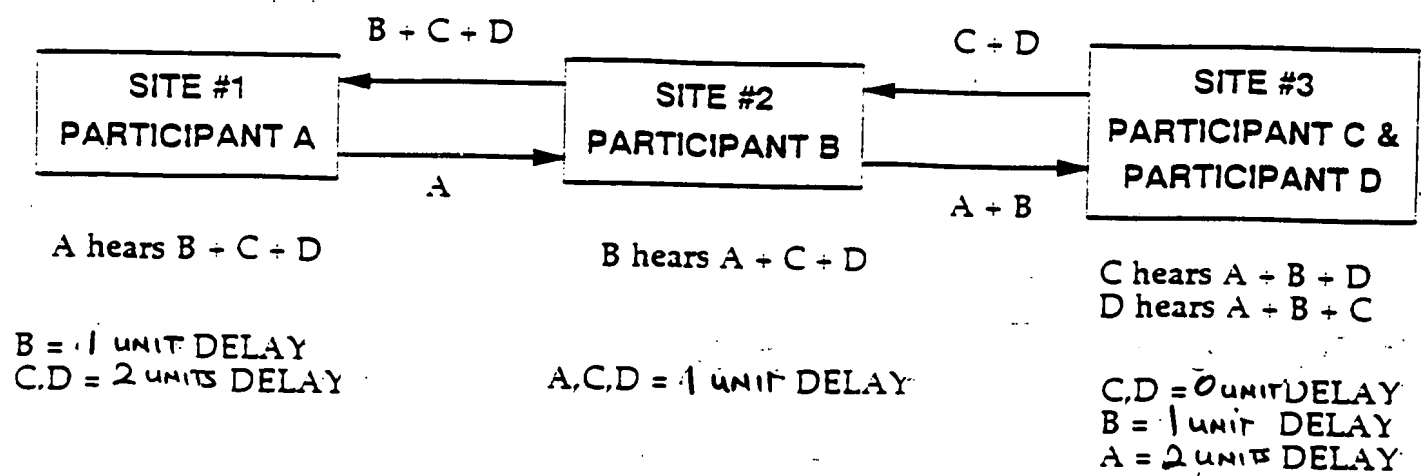 B + C + D
C + D
SITE #1
PARTICIPANT A
SITE #2
PARTICIPANT B
SITE #3
PARTICIPANT C &
PARTICIPANT D
A
A + B
A hears B + C + D
B hears A + C + D
C hears A + B + D
D hears A + B + C
B = 1 UNIT DELAY
C,D = 2 UNITS DELAY
A,C,D = 1 UNIT DELAY
C,D = 0 UNIT DELAY
B = 1 UNIT DELAY
A = 2 UNITS DELAY